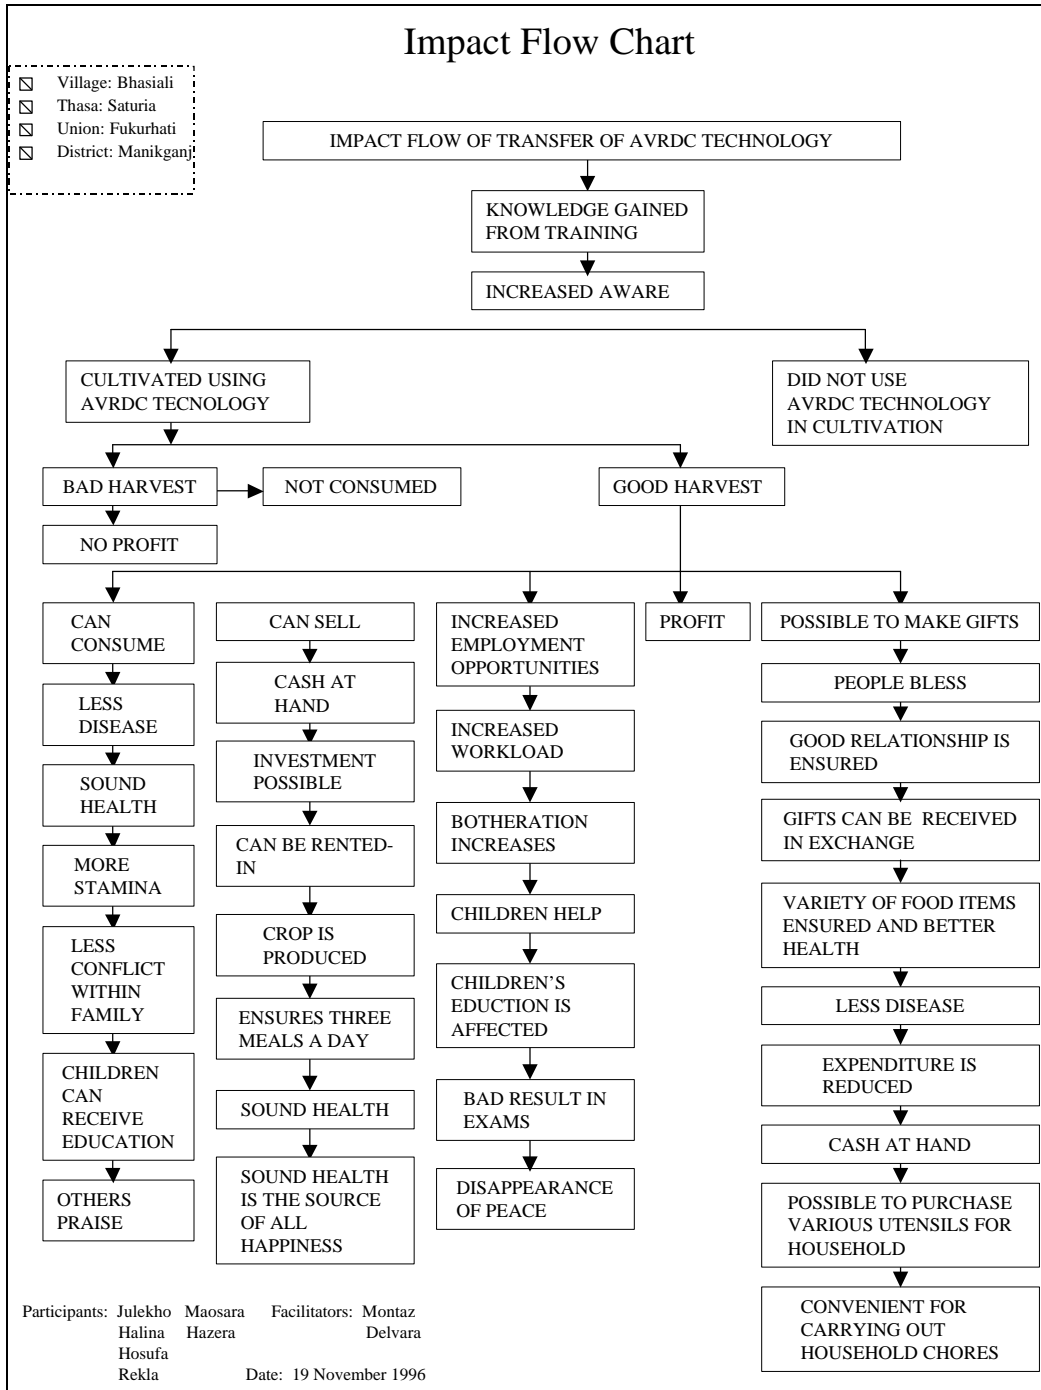 Impact Flow Chart
Village: Bhasiali
Thasa: Saturia
Union: Fukurhati
District: Manikganj
IMPACT FLOW OF TRANSFER OF AVRDC TECHNOLOGY
KNOWLEDGE GAINED
FROM TRAINING
INCREASED AWARE
CULTIVATED USING
AVRDC TECNOLOGY
DID NOT USE
AVRDC TECHNOLOGY
IN CULTIVATION
BAD HARVEST
NOT CONSUMED
GOOD HARVEST
NO PROFIT
CAN
CONSUME
LESS
DISEASE
SOUND
HEALTH
MORE
STAMINA
LESS
CONFLICT
WITHIN
FAMILY
CHILDREN
CAN
RECEIVE
EDUCATION
OTHERS
PRAISE
CAN SELL
CASH AT
HAND
INVESTMENT
POSSIBLE
CAN BE RENTED-
IN
CROP IS
PRODUCED
ENSURES THREE
MEALS A DAY
SOUND HEALTH
SOUND HEALTH
IS THE SOURCE
OF ALL
HAPPINESS
INCREASED
EMPLOYMENT
OPPORTUNITIES
INCREASED
WORKLOAD
BOTHERATION
INCREASES
CHILDREN HELP
CHILDREN’S
EDUCTION IS
AFFECTED
BAD RESULT IN
EXAMS
DISAPPEARANCE
OF PEACE
PROFIT
POSSIBLE TO MAKE GIFTS
PEOPLE BLESS
GOOD RELATIONSHIP IS
ENSURED
GIFTS CAN BE RECEIVED
IN EXCHANGE
VARIETY OF FOOD ITEMS
ENSURED AND BETTER
HEALTH
LESS DISEASE
EXPENDITURE IS
REDUCED
CASH AT HAND
POSSIBLE TO PURCHASE
VARIOUS UTENSILS FOR
HOUSEHOLD
CONVENIENT FOR
CARRYING OUT
HOUSEHOLD CHORES
Participants: Julekho Maosara Facilitators: Montaz
Halina Hazera Delvara
Hosufa
Rekla Date: 19 November 1996